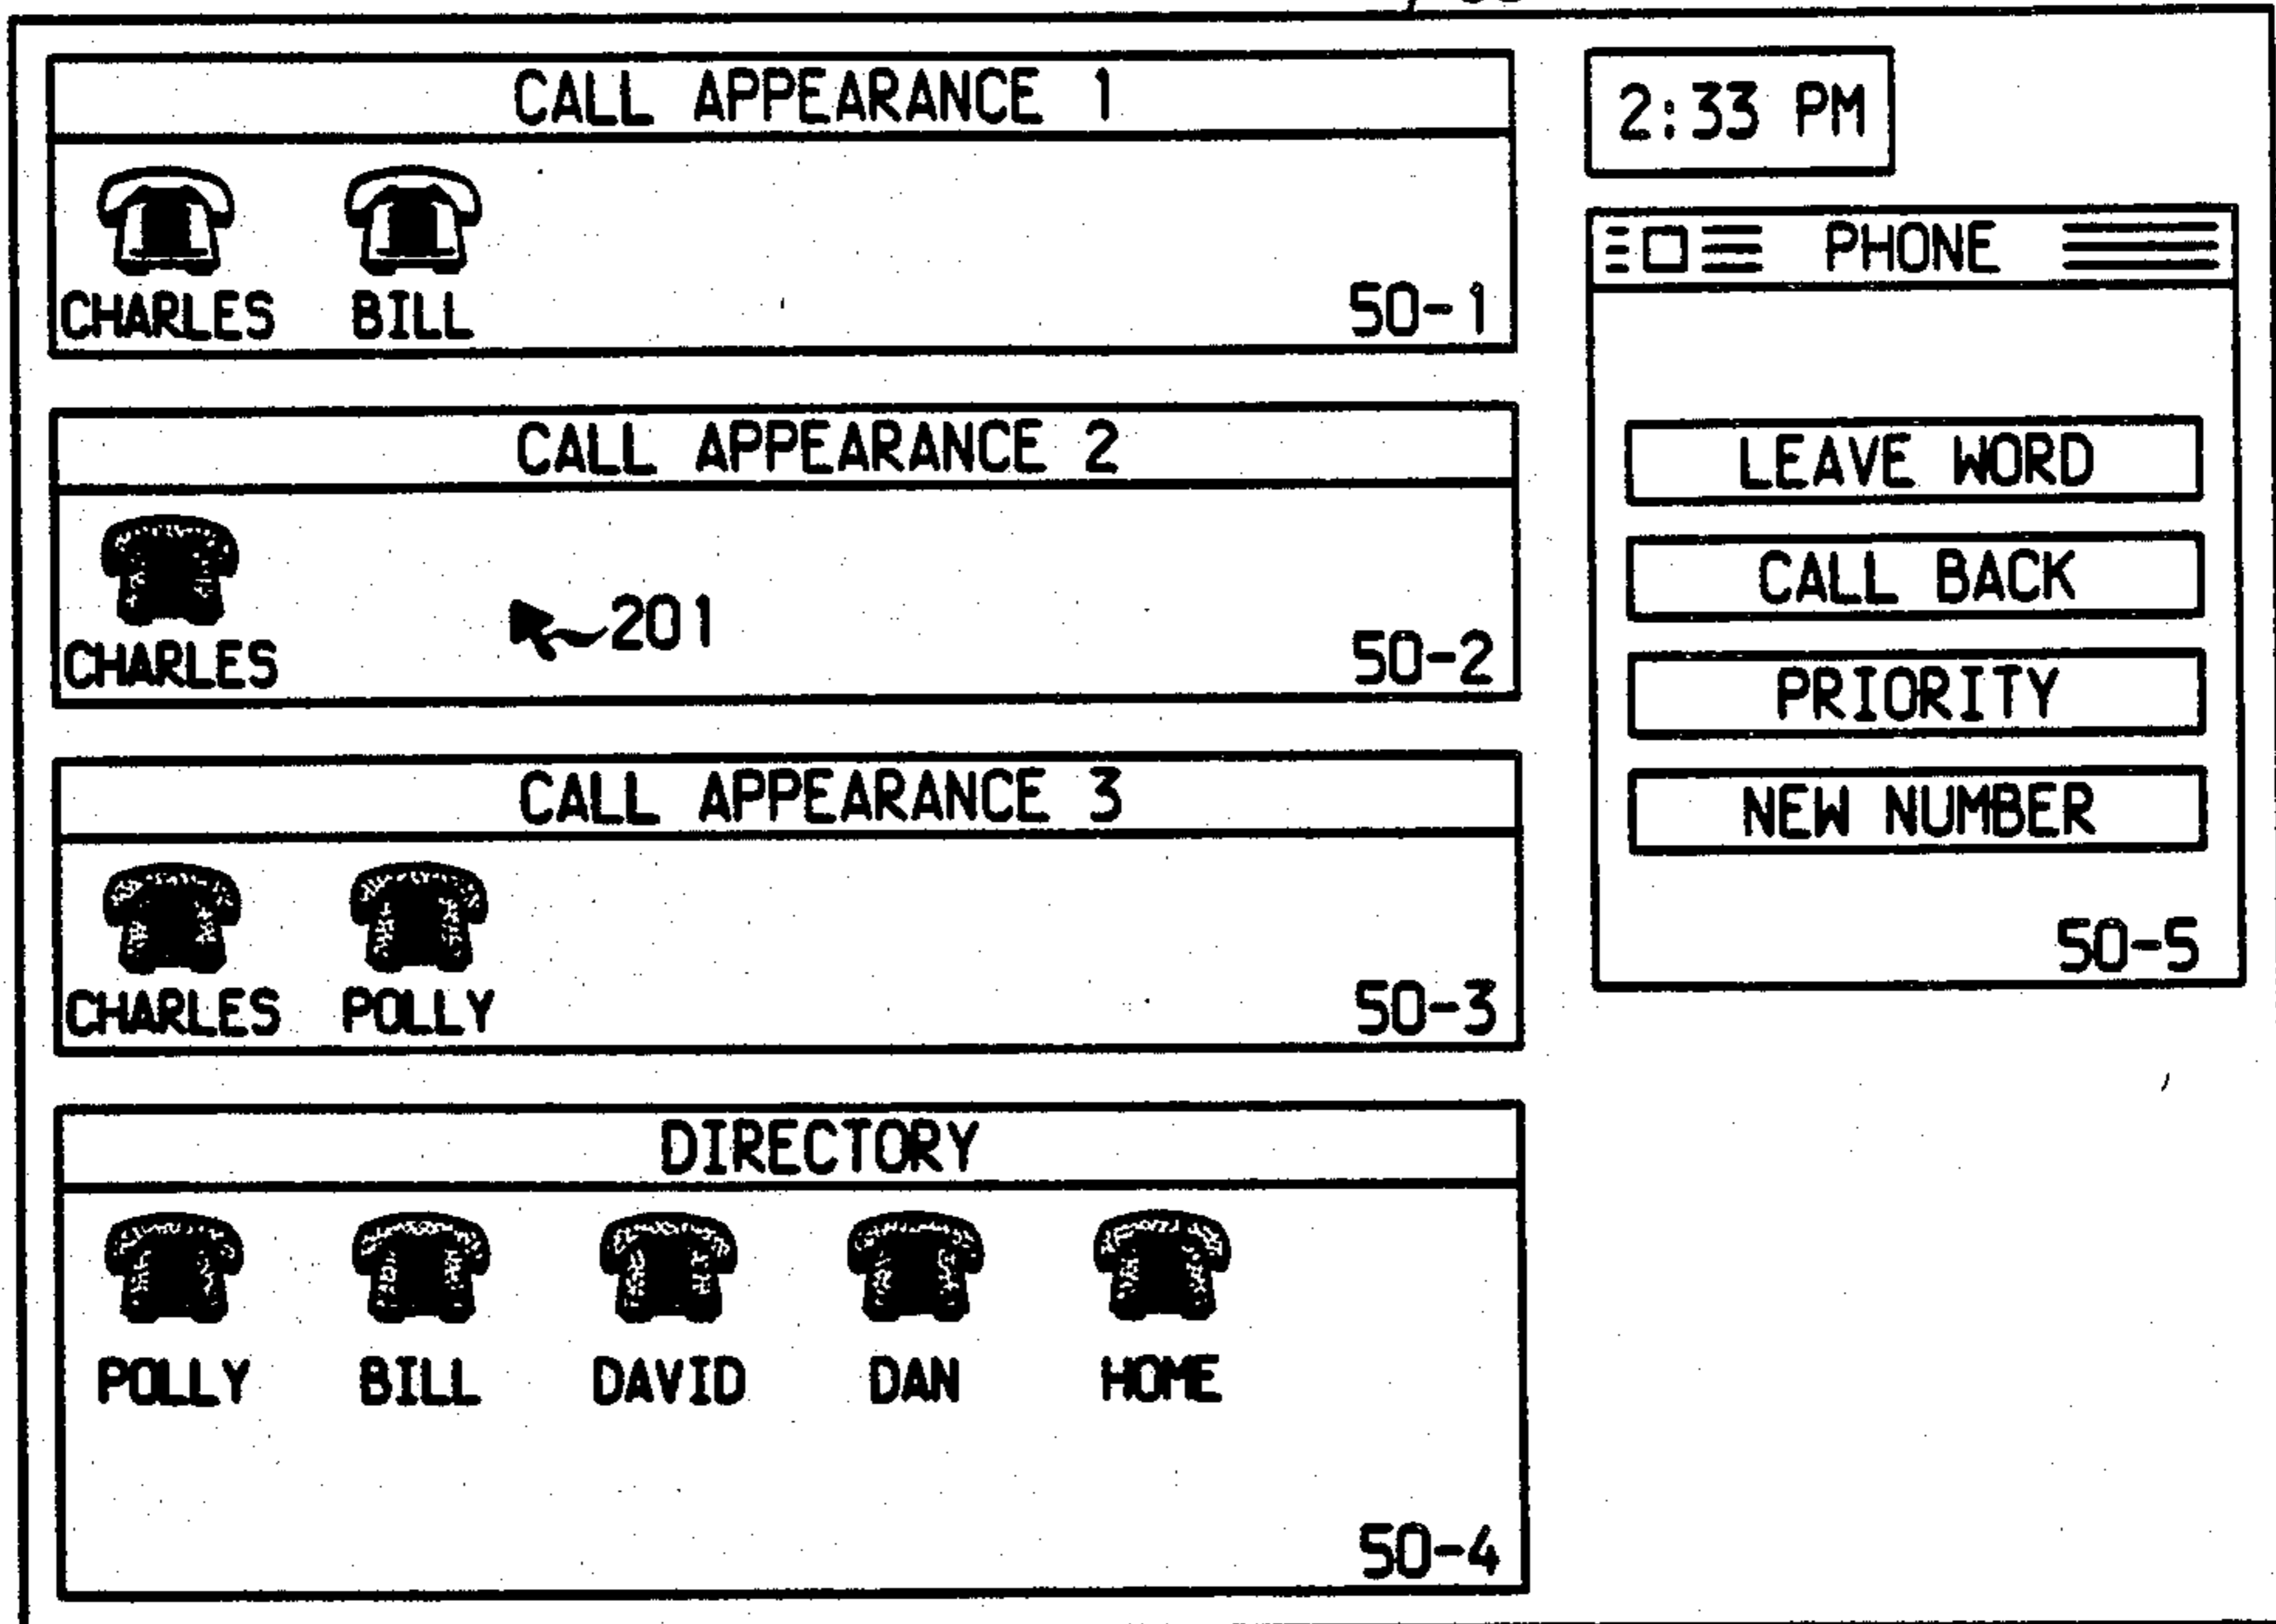 CALL APPEARANCE 1
CHARLES BILL
50-1
CALL APPEARANCE 2
201
CHARLES
50-2
CALL APPEARANCE 3
CHARLES POLLY
50-3
DIRECTORY
POLLY BILL DAVID DAN HOME
50-4
2:33 PM
PHONE
LEAVE WORD
CALL BACK
PRIORITY
NEW NUMBER
50-5